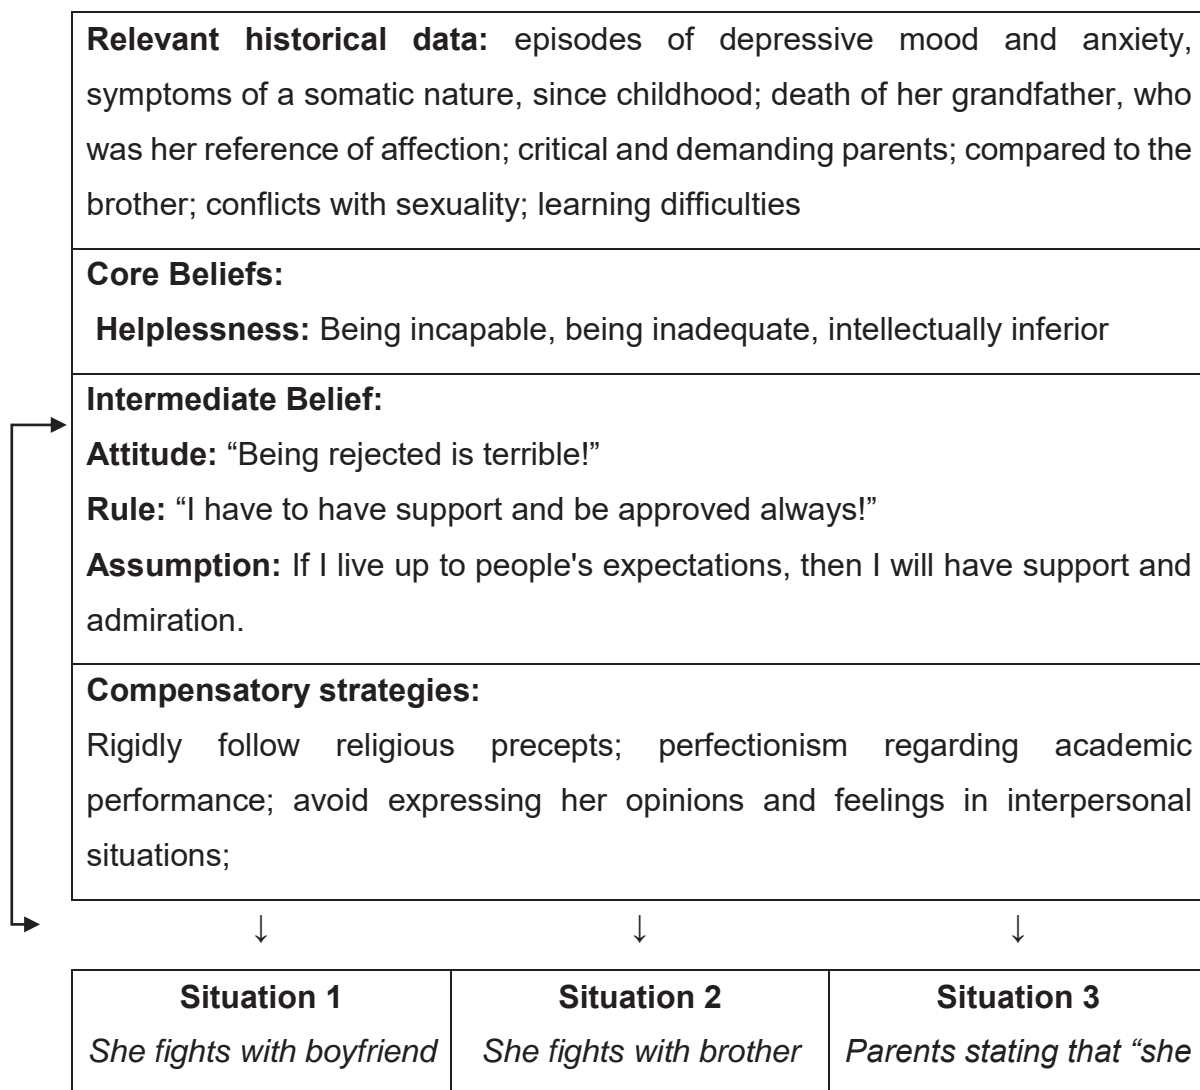 Relevant historical data: episodes of depressive mood and anxiety,
symptoms of a somatic nature, since childhood; death of her grandfather, who
was her reference of affection; critical and demanding parents; compared to the
brother; conflicts with sexuality; learning difficulties
Core Beliefs:
Helplessness: Being incapable, being inadequate, intellectually inferior
Intermediate Belief:
Attitude: “Being rejected is terrible!”
Rule: “I have to have support and be approved always!”
Assumption: If I live up to people's expectations, then I will have support and
admiration.
Compensatory strategies:
Rigidly follow religious precepts; perfectionism regarding academic
performance; avoid expressing her opinions and feelings in interpersonal
situations;
↓ ↓ ↓
Situation 1 Situation 2 Situation 3
She fights with boyfriend She fights with brother Parents stating that “she